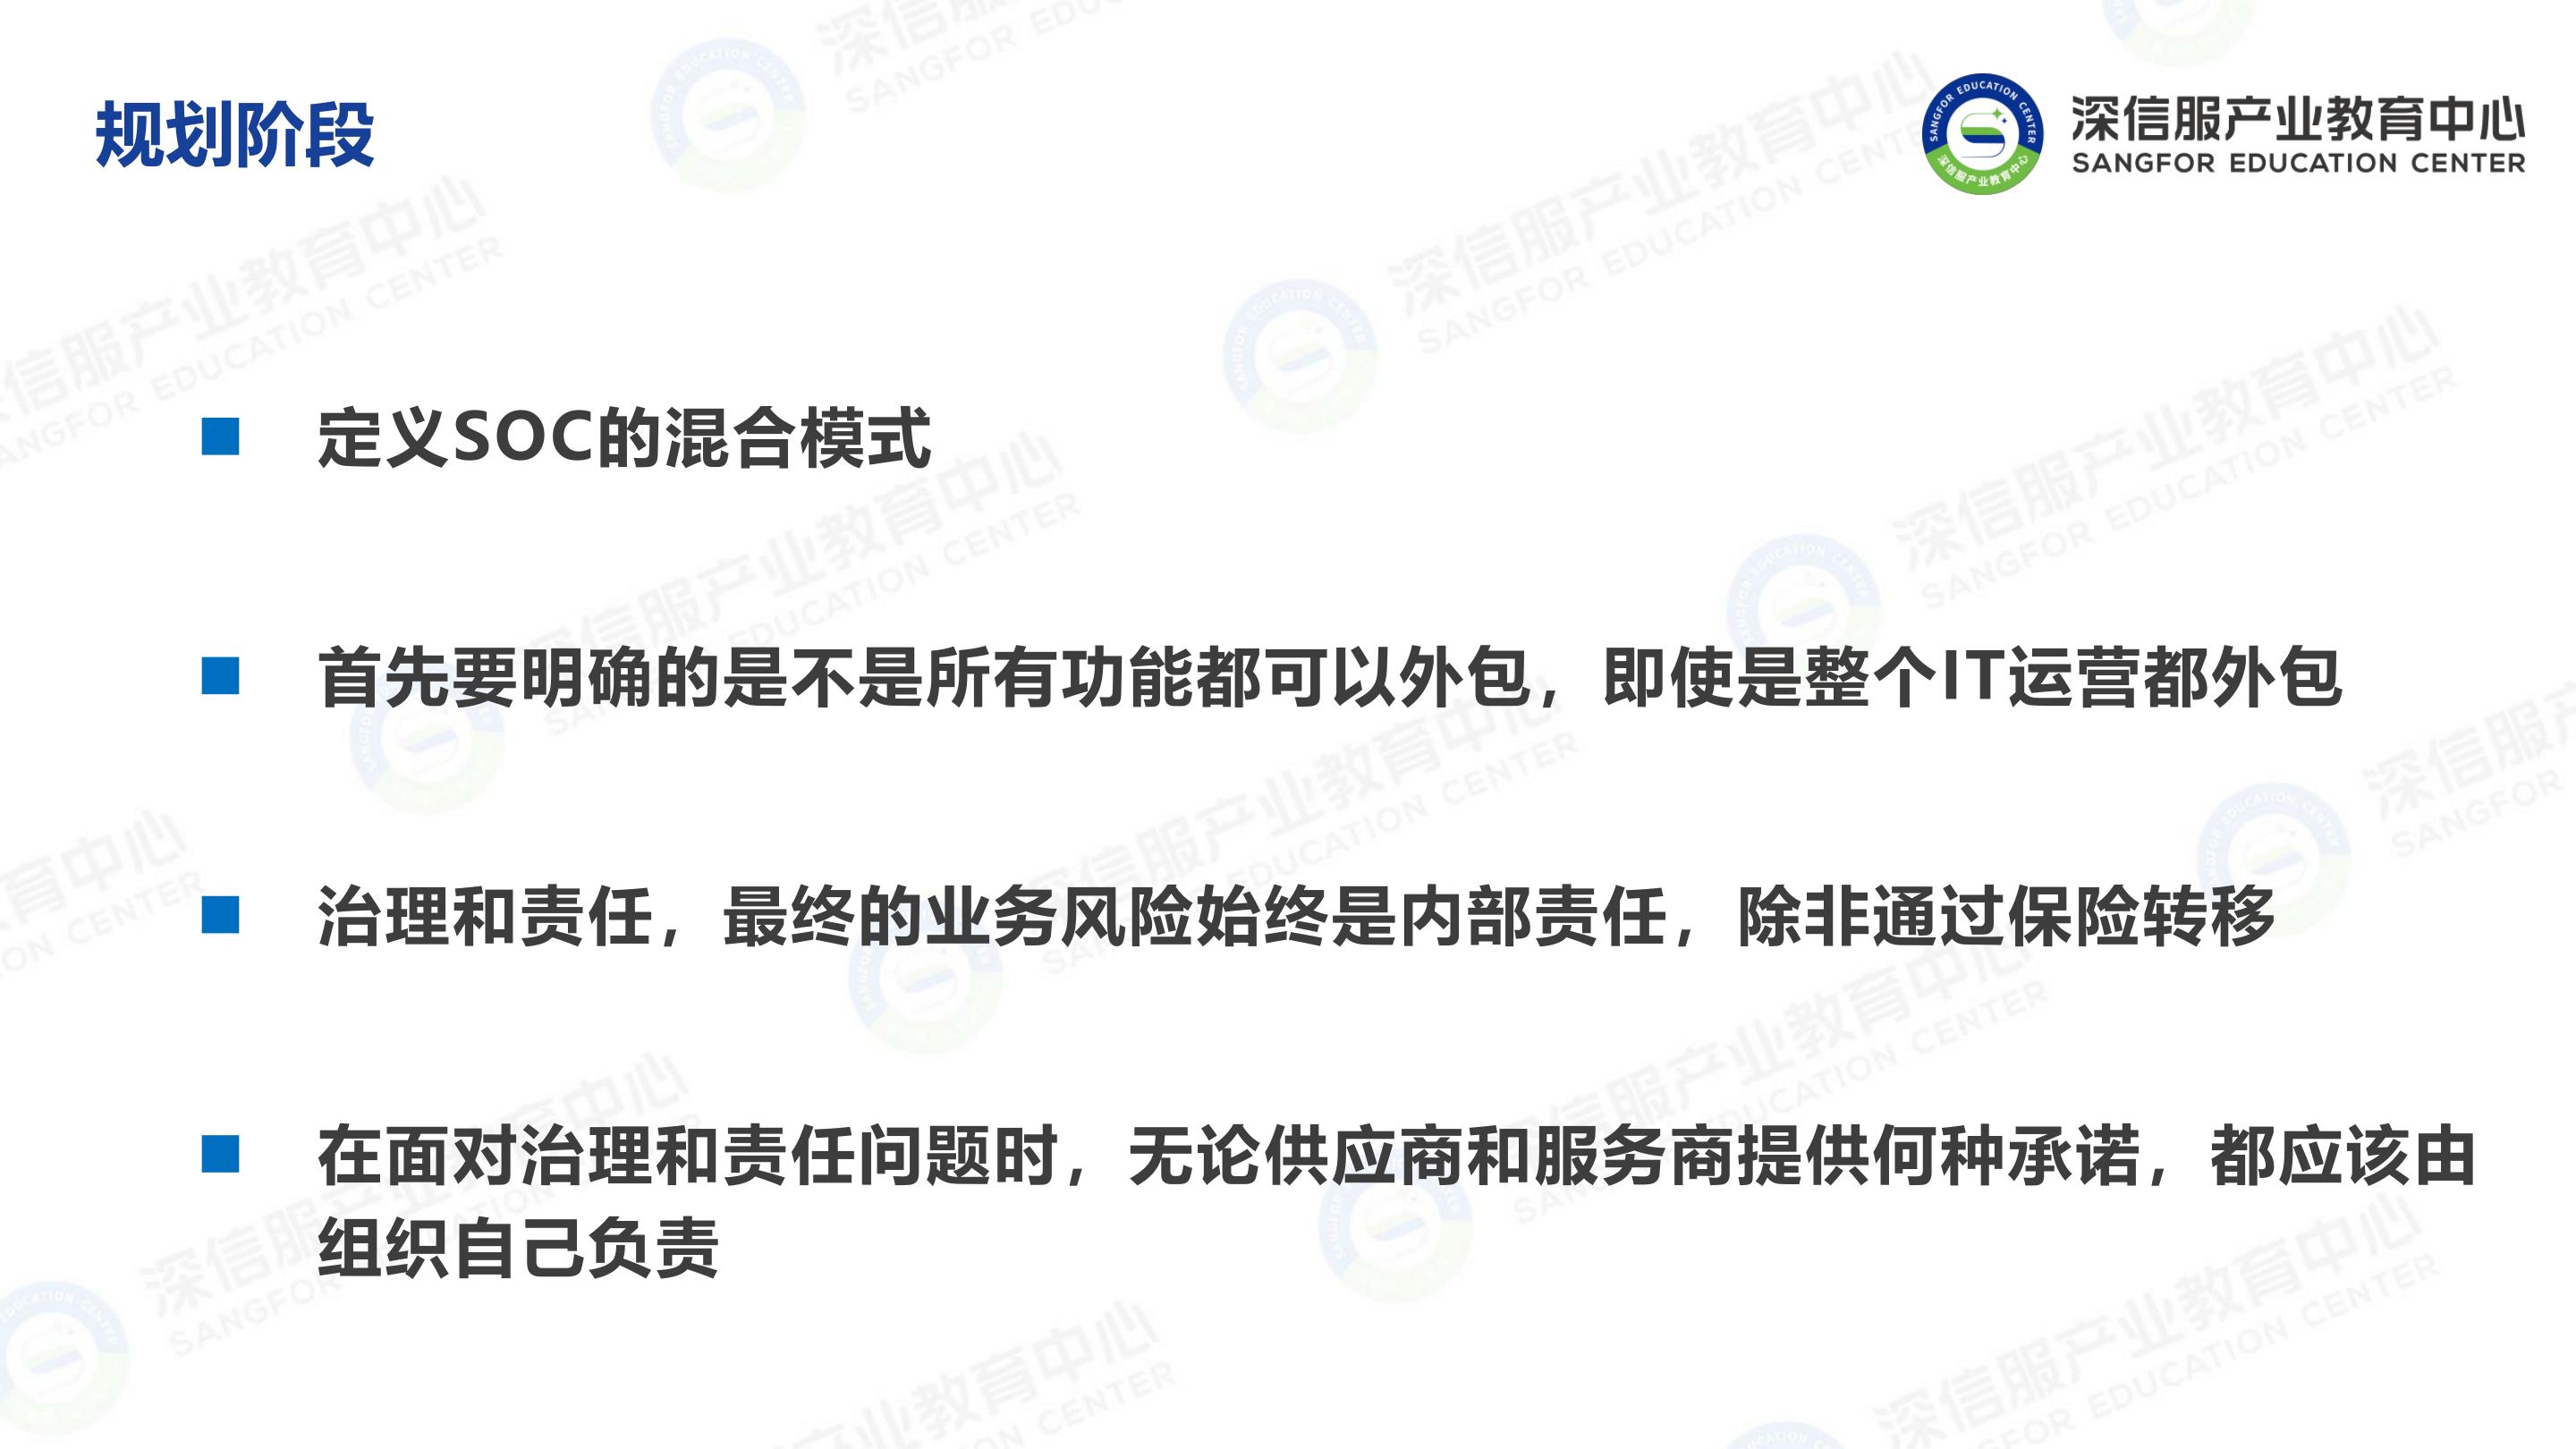 规划阶段
深信服产业教育中心
SANGFOR EDUCATION CENTER
定义SOC的混合模式
首先要明确的是不是所有功能都可以外包，即使是整个IT运营都外包
治理和责任，最终的业务风险始终是内部责任，除非通过保险转移
在面对治理和责任问题时，无论供应商和服务商提供何种承诺，都应该由
组织自己负责